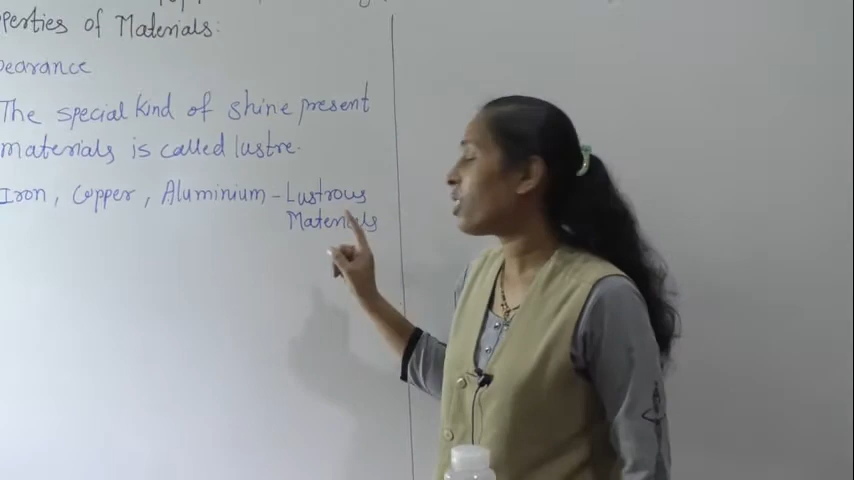 perties of Materials:
pearance
The special kind of shine present
materials is called lustre.
Iron, Copper, Aluminium - Lustrous
Materials